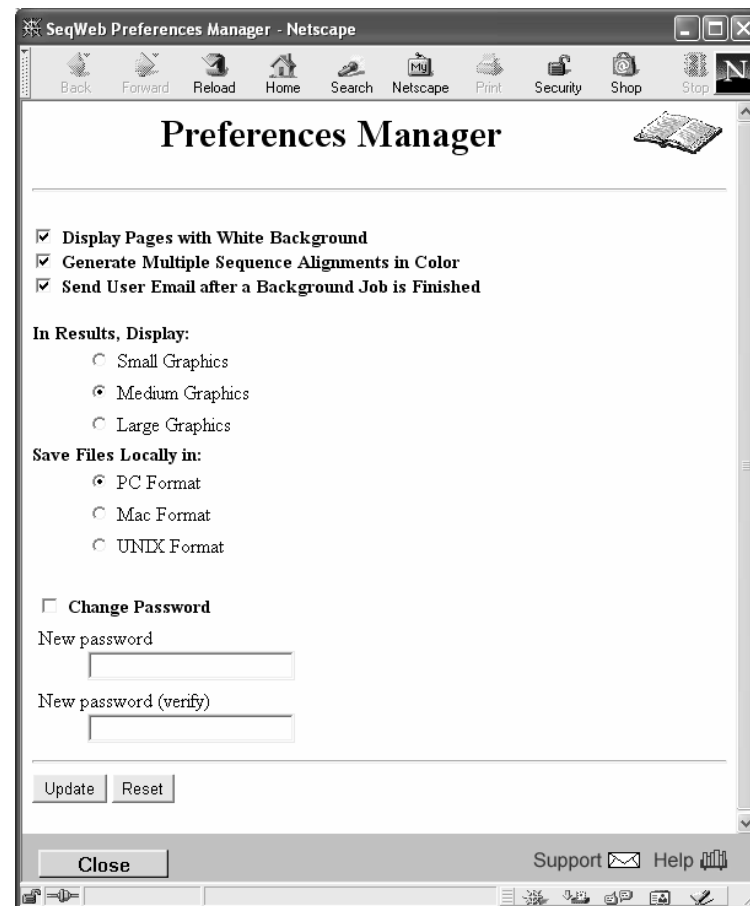 SeqWeb Preferences Manager - Netscape
Back Forward Reload Home Search Netscape Print Security Shop Stop
My
N
Preferences Manager
Display Pages with White Background
Generate Multiple Sequence Alignments in Color
Send User Email after a Background Job is Finished
In Results, Display:
Small Graphics
Medium Graphics
Large Graphics
Save Files Locally in:
PC Format
Mac Format
UNIX Format
Change Password
New password
New password (verify)
Update Reset
Close Support Help